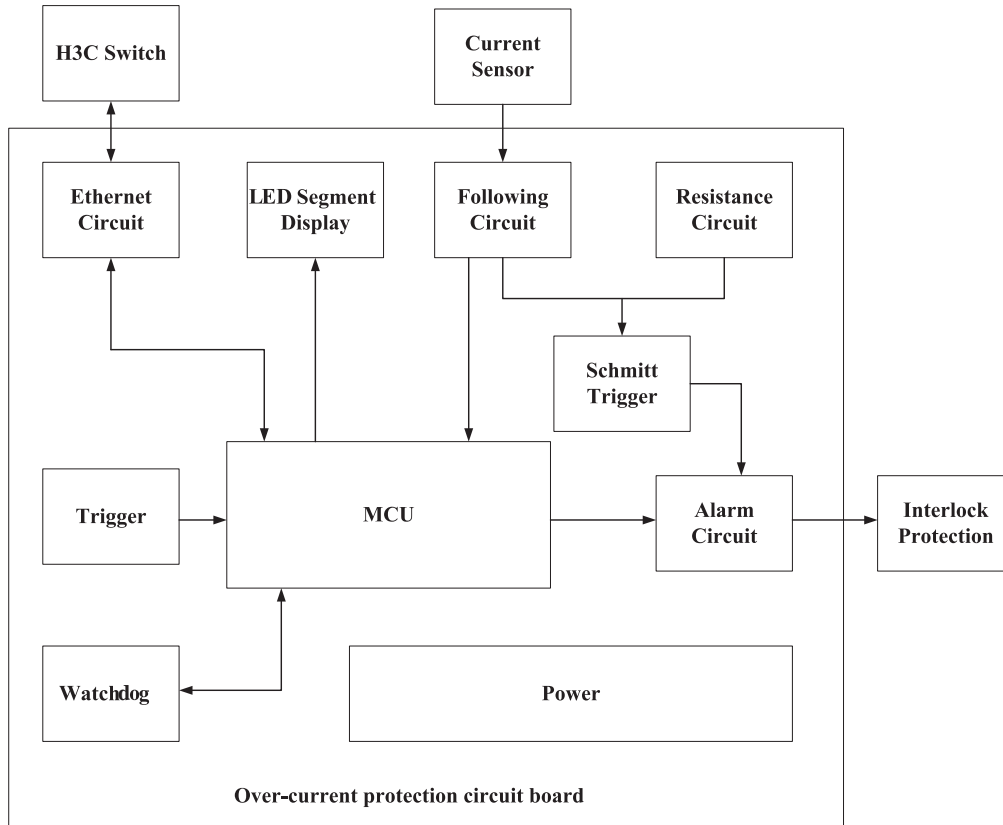 H3C Switch
Current
Sensor
Ethernet
Circuit
LED Segment
Display
Following
Circuit
Resistance
Circuit
Schmitt
Trigger
Trigger
MCU
Alarm
Circuit
Interlock
Protection
Watchdog
Power
Over-current protection circuit board